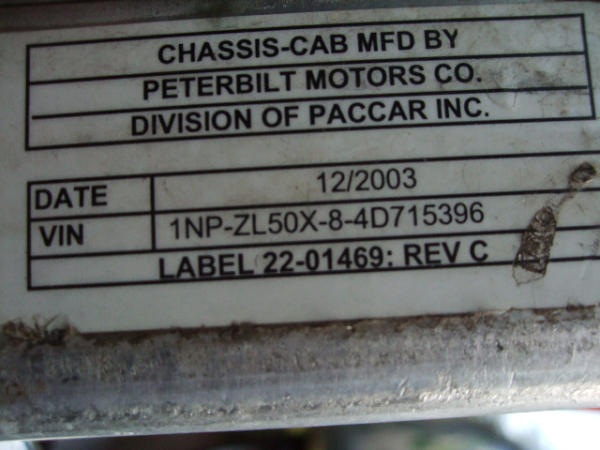 CHASSIS-CAB MFD BY
PETERBILT MOTORS CO.
DIVISION OF PACCAR INC.
DATE 12/2003
VIN 1NP-ZL50X-8-4D715396
LABEL 22-01469: REV C